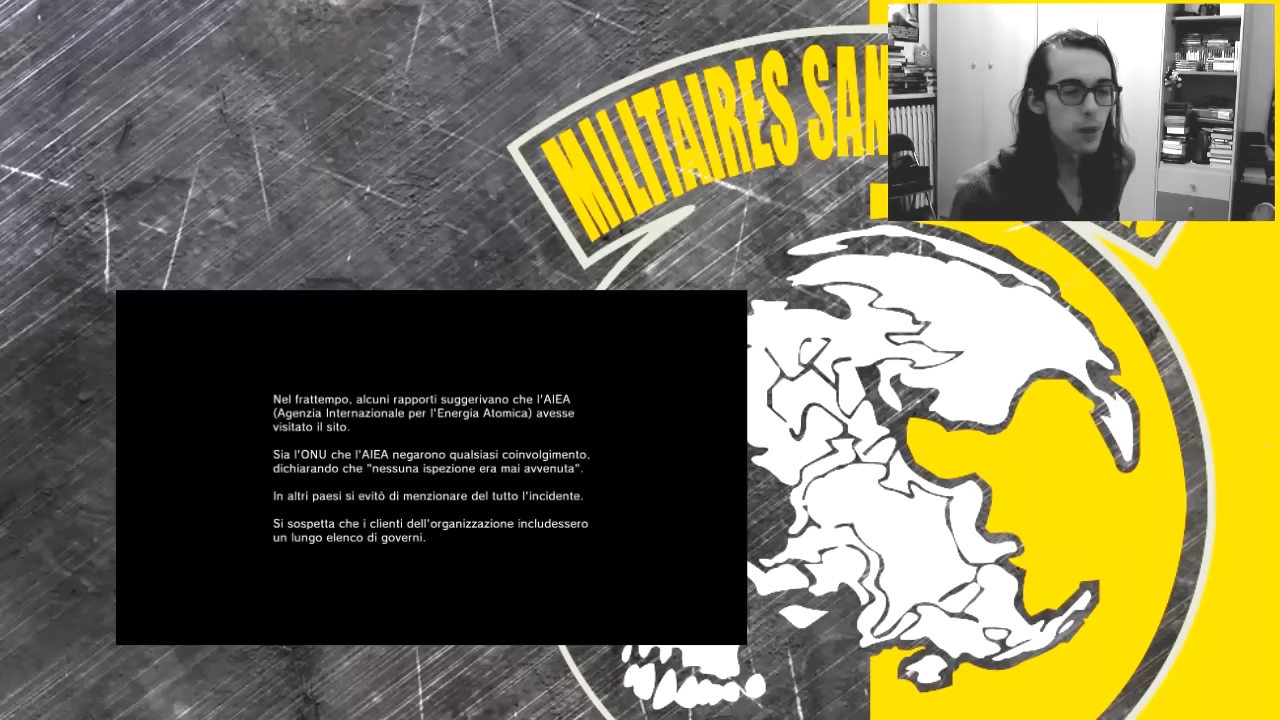 MILITAIRES SAN
Nel frattempo, alcuni rapporti suggerivano che l'AIEA
(Agenzia Internazionale per l'Energia Atomica) avesse
visitato il sito.
Sia l'ONU che l'AIEA negarono qualsiasi coinvolgimento,
dichiarando che "nessuna ispezione era mai avvenuta".
In altri paesi si evitò di menzionare del tutto l'incidente.
Si sospetta che i clienti dell'organizzazione includessero
un lungo elenco di governi.